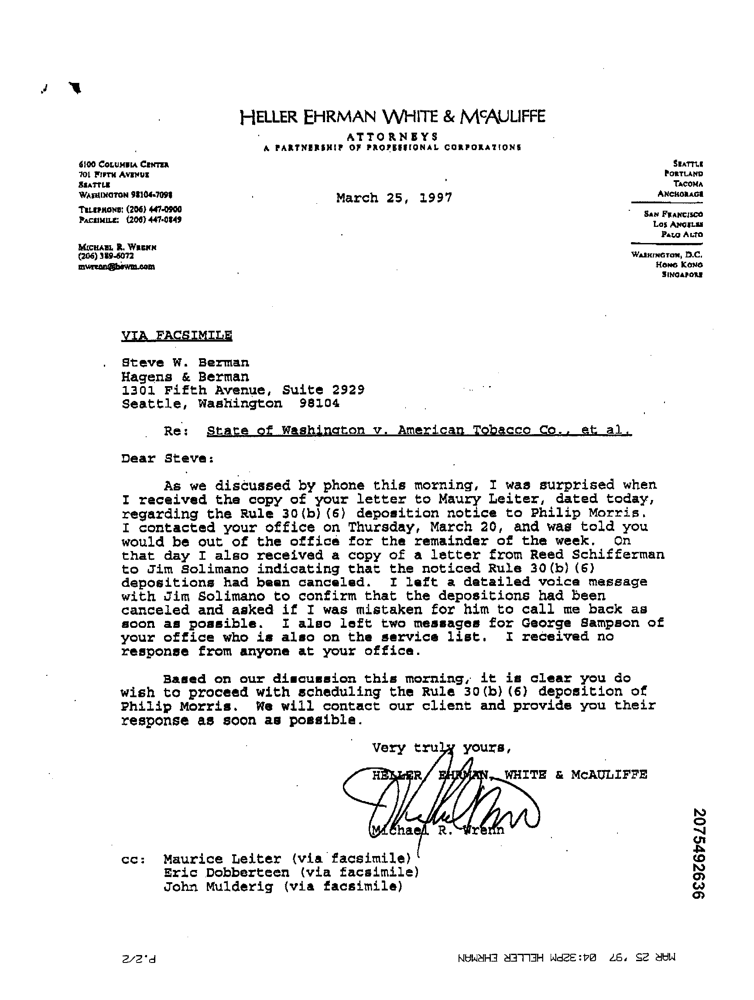 HELLER EHRMAN WHITE & MCAULIFFE
ATTORNEYS
A PARTNERSHIP OF PROFESSIONAL CORPORATIONS
6100 COLUMBIA CENTER
701 FIFTH AVENUE
SEATTLE
WASHINGTON 98104-7098
TELEPHONE: (206) 447-0900
FACSIMILE: (206) 447-0849
MICHAEL R. WRENN
(206) 389-6072
mwrenn@hewm.com
March 25, 1997
SEATTLE
PORTLAND
TACOMA
ANCHORAGE
SAN FRANCISCO
LOS ANGELES
PALO ALTO
WASHINGTON, D.C.
HONG KONG
SINGAPORE
VIA FACSIMILE
Steve W. Berman
Hagens & Berman
1301 Fifth Avenue, Suite 2929
Seattle, Washington 98104
Re: State of Washington v. American Tobacco Co., et al.
Dear Steve:
As we discussed by phone this morning, I was surprised when
I received the copy of your letter to Maury Leiter, dated today,
regarding the Rule 30(b)(6) deposition notice to Philip Morris.
I contacted your office on Thursday, March 20, and was told you
would be out of the office for the remainder of the week. On
that day I also received a copy of a letter from Reed Schifferman
to Jim Solimano indicating that the noticed Rule 30(b)(6)
depositions had been canceled. I left a detailed voice message
with Jim Solimano to confirm that the depositions had been
canceled and asked if I was mistaken for him to call me back as
soon as possible. I also left two messages for George Sampson of
your office who is also on the service list. I received no
response from anyone at your office.
Based on our discussion this morning, it is clear you do
wish to proceed with scheduling the Rule 30(b)(6) deposition of
Philip Morris. We will contact our client and provide you their
response as soon as possible.
Very truly yours,
HELLER EHRMAN, WHITE & McAULIFFE
Michael R. Wrenn
cc: Maurice Leiter (via facsimile)
Eric Dobberteen (via facsimile)
John Mulderig (via facsimile)
2075492636
MAR 25 '97 04:32PM HELLER EHRMAN
P.2/2